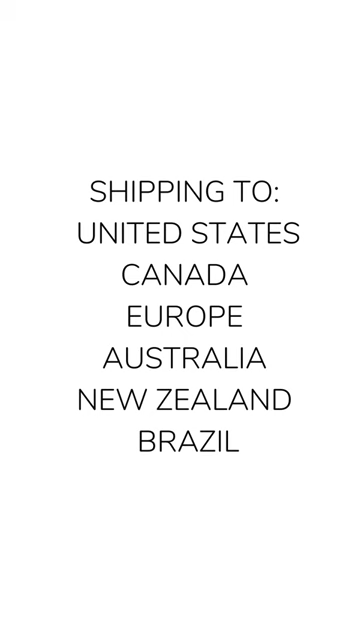 SHIPPING TO:
UNITED STATES
CANADA
EUROPE
AUSTRALIA
NEW ZEALAND
BRAZIL